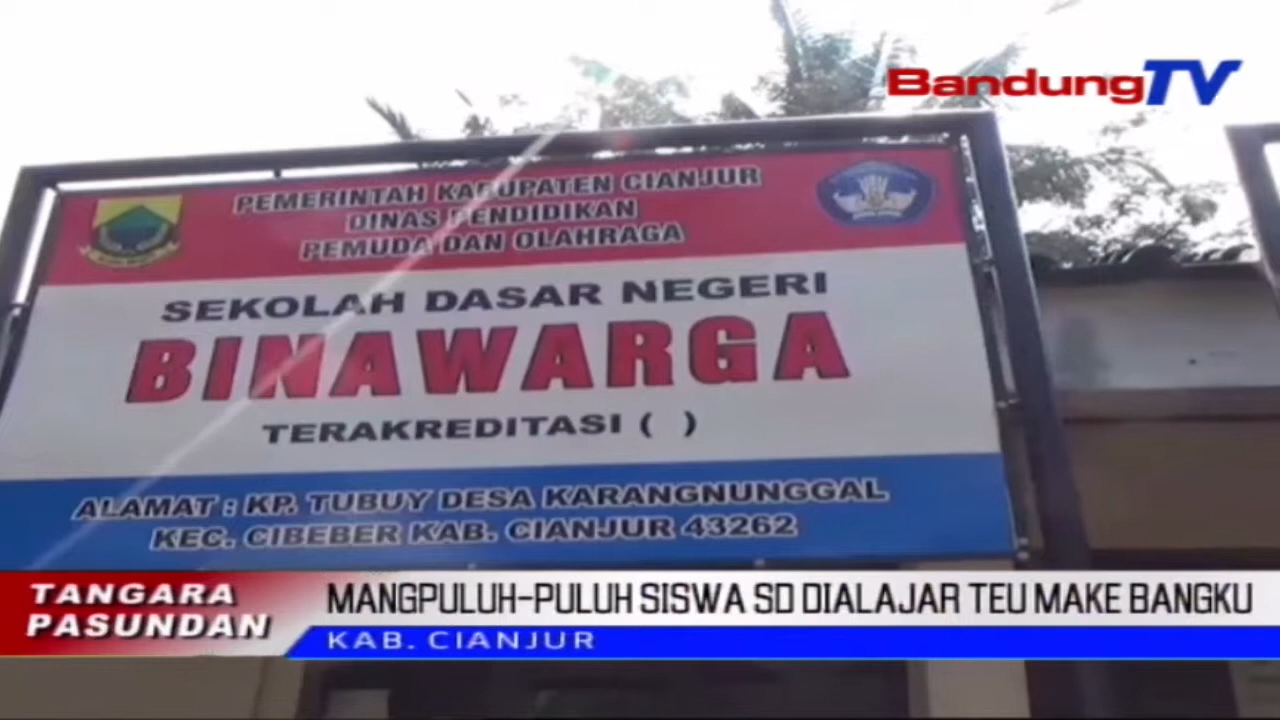 BandungTV
PEMERINTAH KABUPATEN CIANJUR
DINAS PENDIDIKAN
PEMUDA DAN OLAHRAGA
SEKOLAH DASAR NEGERI
BINAWARGA
TERAKREDITASI ( )
ALAMAT : KP. TUBUY DESA KARANGNUNGGAL
KEC. CIBEBER KAB. CIANJUR 43262
TANGARA
PASUNDAN
MANGPULUH-PULUH SISWA SD DIALAJAR TEU MAKE BANGKU
KAB. CIANJUR